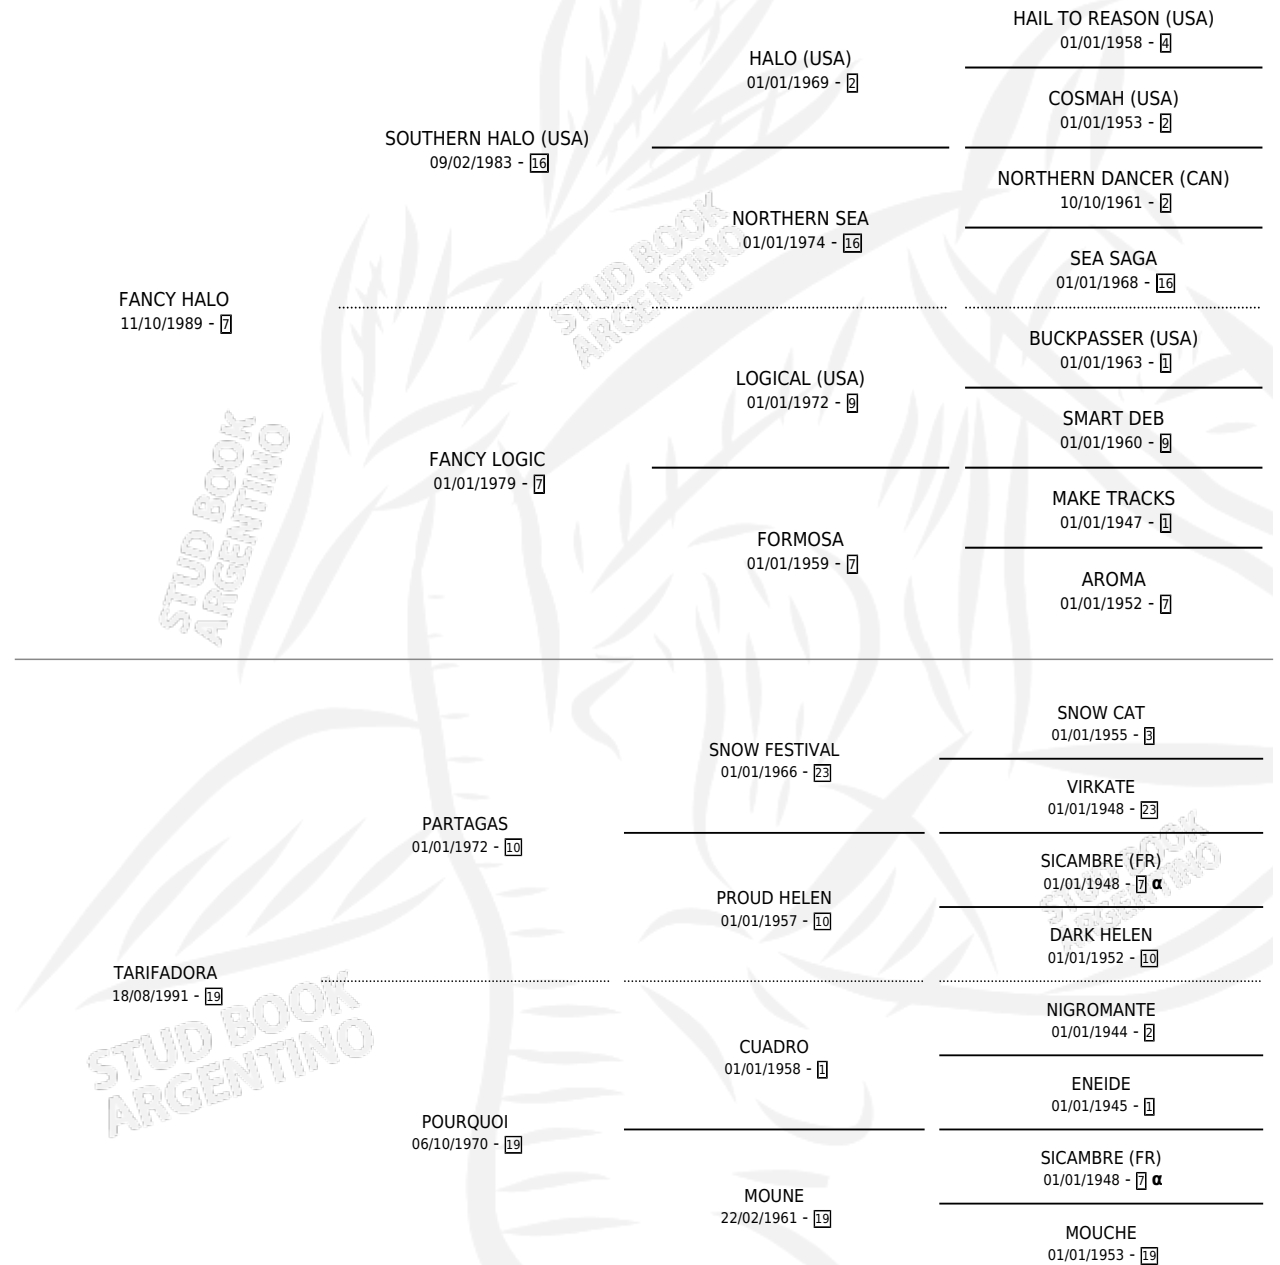 HAIL TO REASON (USA)
01/01/1958 - 4
HALO (USA)
01/01/1969 - 2
COSMAH (USA)
01/01/1953 - 2
SOUTHERN HALO (USA)
09/02/1983 - 16
NORTHERN DANCER (CAN)
10/10/1961 - 2
NORTHERN SEA
01/01/1974 - 16
SEA SAGA
01/01/1968 - 16
FANCY HALO
11/10/1989 - 7
BUCKPASSER (USA)
01/01/1963 - 1
LOGICAL (USA)
01/01/1972 - 9
SMART DEB
01/01/1960 - 9
FANCY LOGIC
01/01/1979 - 7
MAKE TRACKS
01/01/1947 - 1
FORMOSA
01/01/1959 - 7
AROMA
01/01/1952 - 7
SNOW CAT
01/01/1955 - 3
SNOW FESTIVAL
01/01/1966 - 23
VIRKATE
01/01/1948 - 23
PARTAGAS
01/01/1972 - 10
SICAMBRE (FR)
01/01/1948 - 7 α
PROUD HELEN
01/01/1957 - 10
DARK HELEN
01/01/1952 - 10
TARIFADORA
18/08/1991 - 19
NIGROMANTE
01/01/1944 - 2
CUADRO
01/01/1958 - 1
ENEIDE
01/01/1945 - 1
POURQUOI
06/10/1970 - 19
SICAMBRE (FR)
01/01/1948 - 7 α
MOUNE
22/02/1961 - 19
MOUCHE
01/01/1953 - 19
STUD BOOK
ARGENTINO
STUD BOOK
ARGENTINO
STUD BOOK
ARGENTINO
STUD BOOK
ARGENTINO